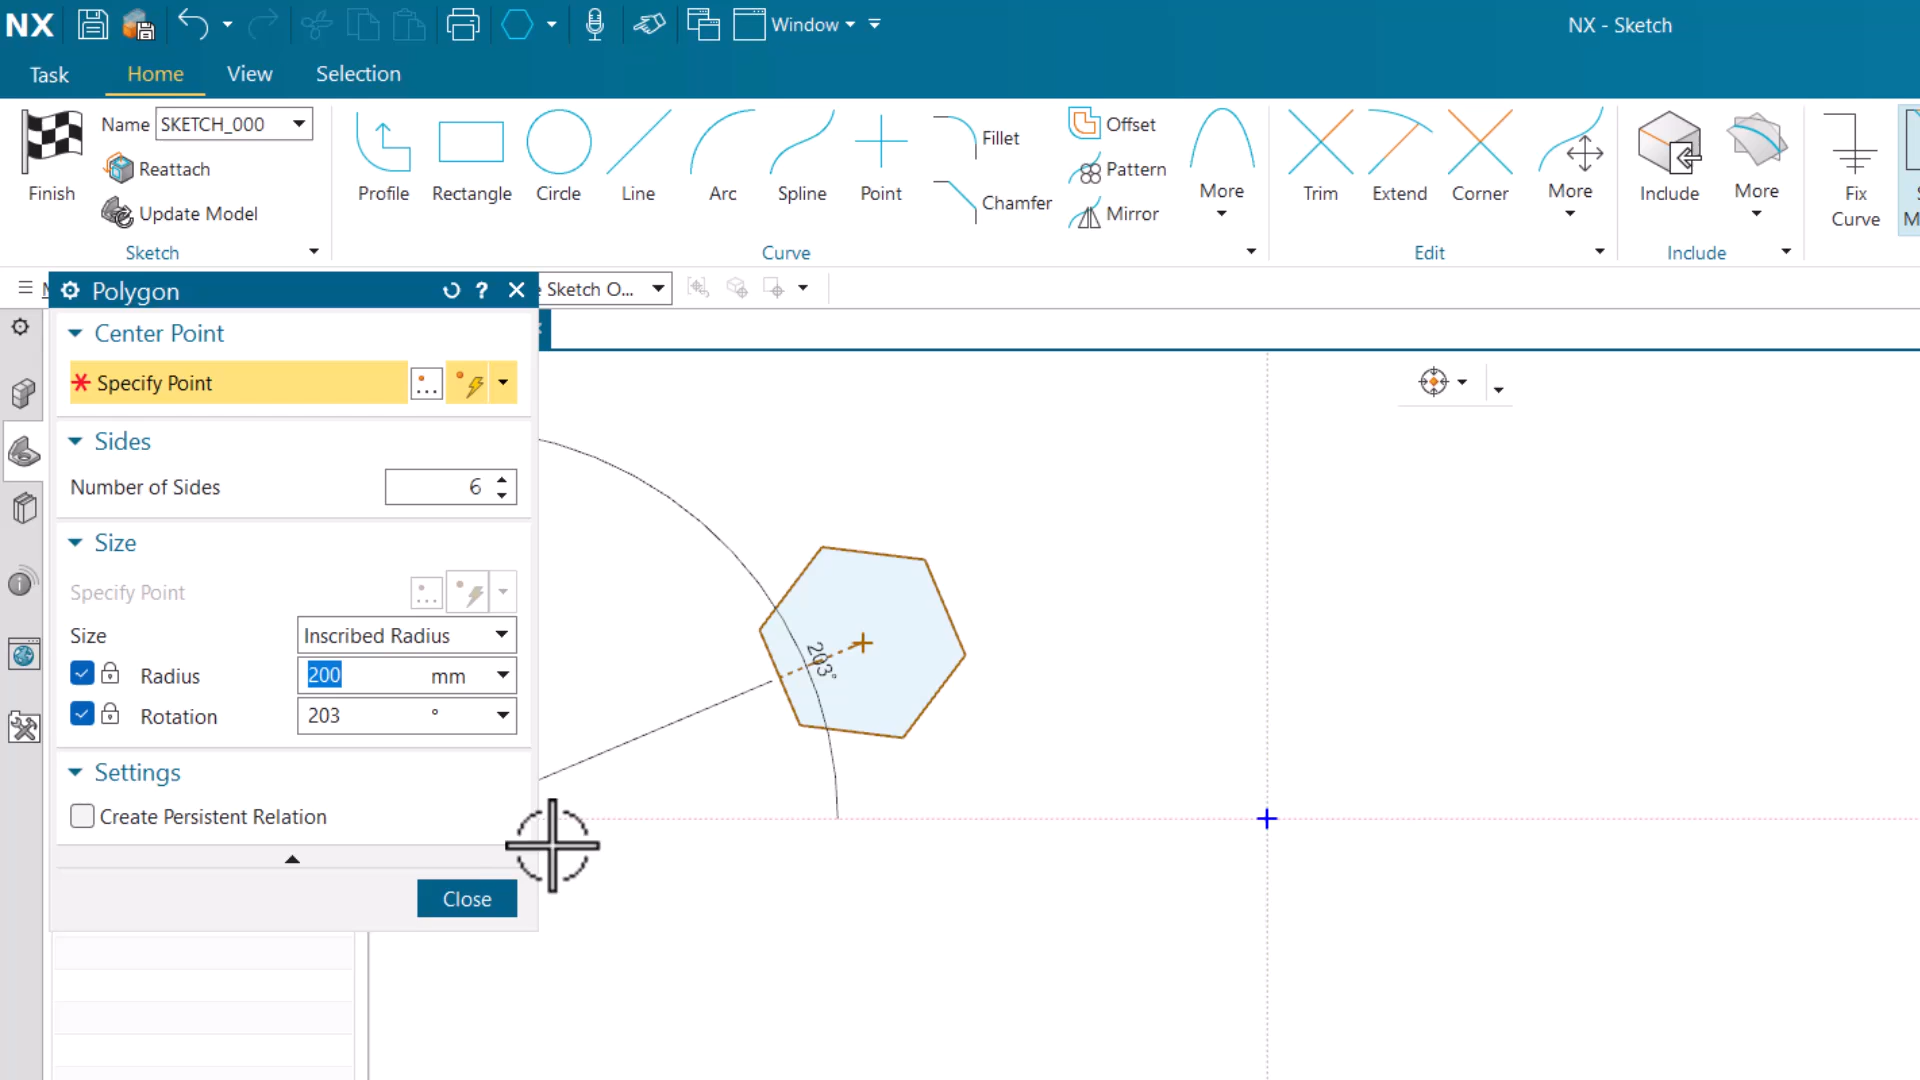 NX
Window
NX - Sketch
Task
Home
View
Selection
Name
SKETCH_000
Reattach
Update Model
Finish
Sketch
Profile
Rectangle
Circle
Line
Arc
Spline
Point
Fillet
Chamfer
Offset
Pattern
Mirror
More
Curve
Trim
Extend
Corner
More
Edit
Include
More
Include
Fix
Curve
Polygon
?
Sketch O...
Center Point
* Specify Point
Sides
Number of Sides
6
Size
Specify Point
Size
Inscribed Radius
Radius
200 mm
Rotation
203 °
Settings
Create Persistent Relation
Close
203°